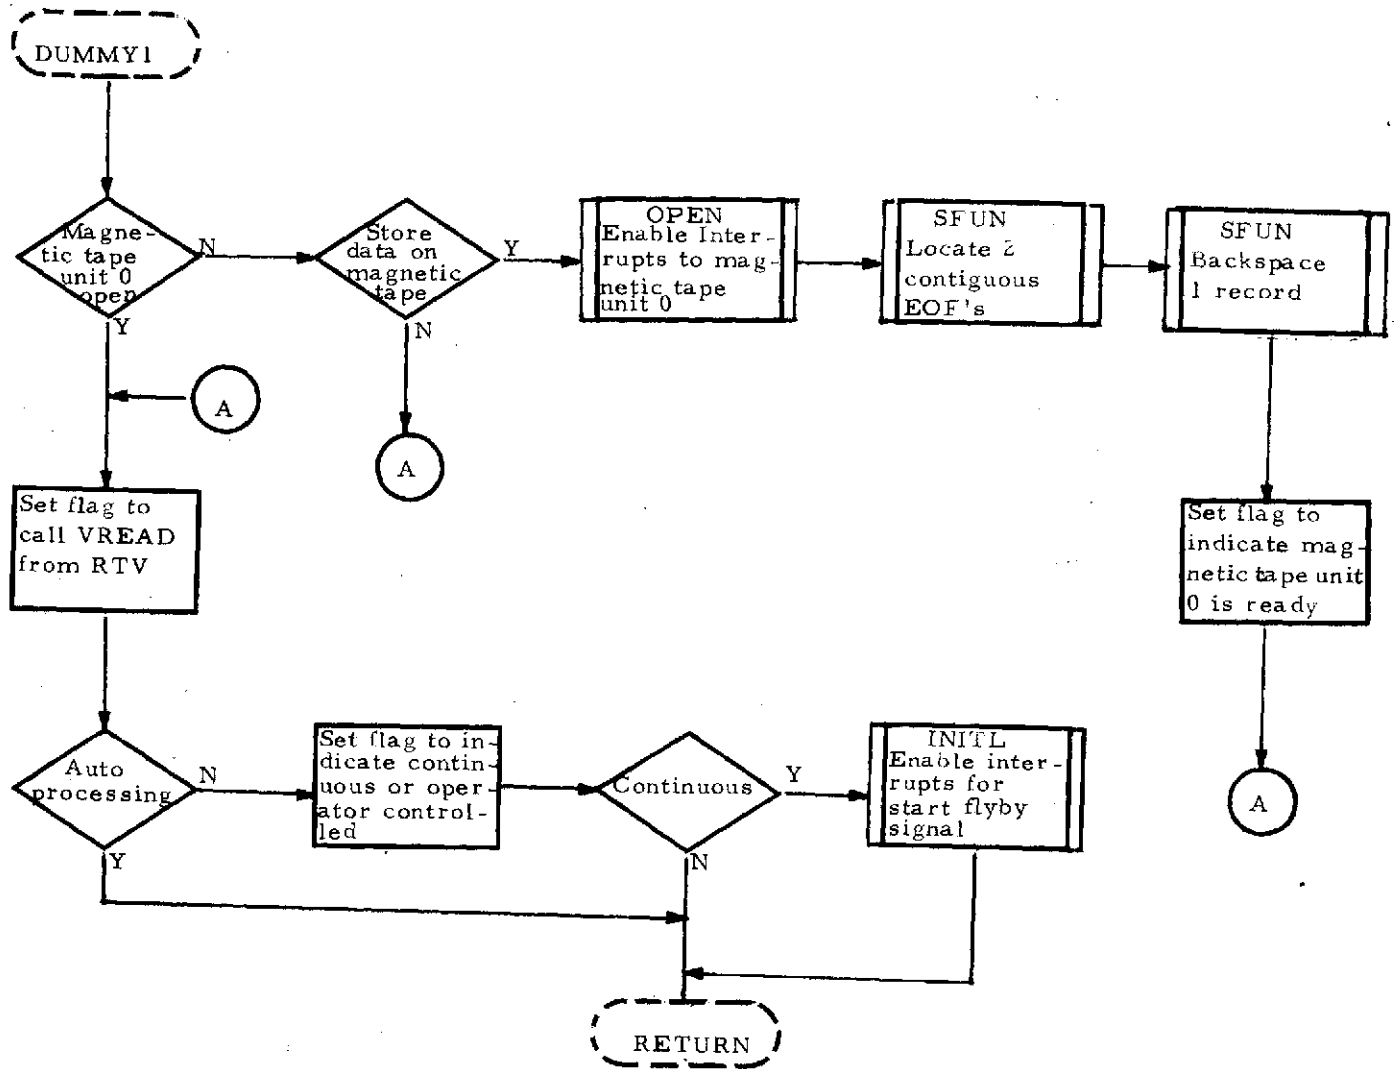 DUMMY1
Magne-
tic tape
unit 0
open
N
Y
Store
data on
magnetic
tape
Y
N
OPEN
Enable Inter-
rupts to mag-
netic tape
unit 0
SFUN
Locate 2
contiguous
EOF's
SFUN
Backspace
1 record
A
A
Set flag to
call VREAD
from RTV
Set flag to
indicate mag-
netic tape unit
0 is ready
A
Auto
processing
N
Y
Set flag to in-
dicate contin-
uous or oper-
ator control-
led
Continuous
Y
N
INITL
Enable inter-
rupts for
start flyby
signal
RETURN